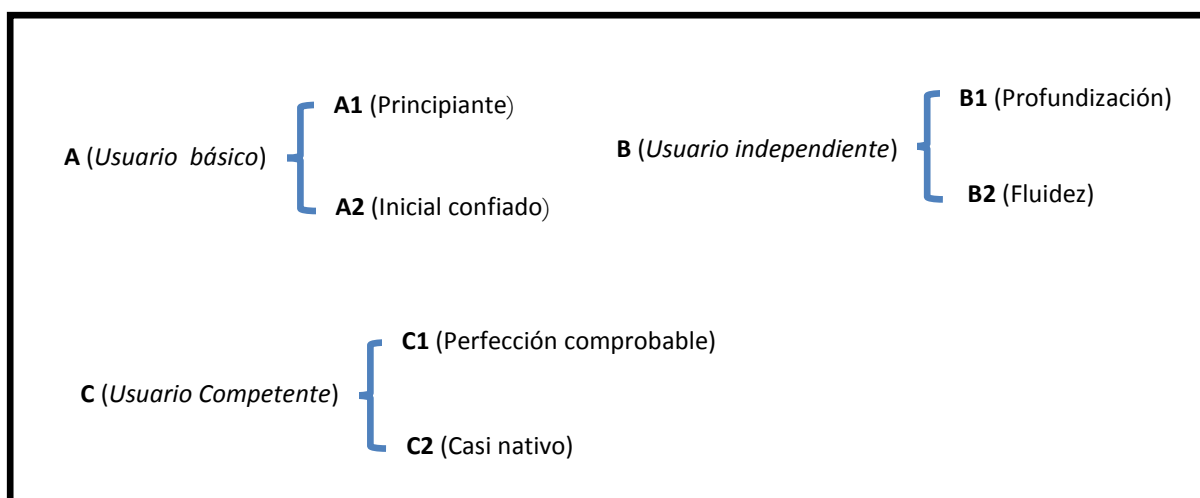 A1 (Principiante)
A (Usuario básico)
A2 (Inicial confiado)
B1 (Profundización)
B (Usuario independiente)
B2 (Fluidez)
C1 (Perfección comprobable)
C (Usuario Competente)
C2 (Casi nativo)